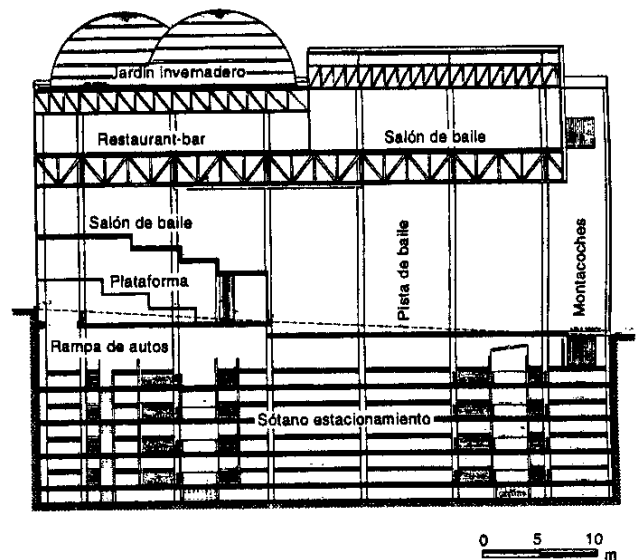 Jardín invernadero
Restaurant-bar
Salón de baile
Salón de baile
Plataforma
Pista de baile
Montacoches
Rampa de autos
Sótano estacionamiento
0 5 10
m